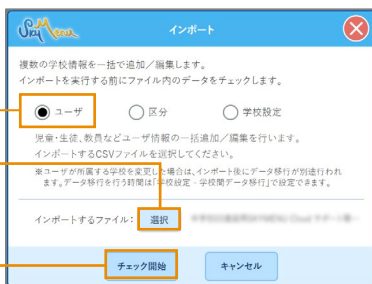 SkyMenu
インポート
複数の学校情報を一括で追加／編集します。
インポートを実行する前にファイル内のデータをチェックします。
ユーザ 区分 学校設定
児童・生徒、教員などユーザ情報の一括追加／編集を行います。
インポートするCSVファイルを選択してください。
※ユーザが所属する学校を変更した場合は、インポート後にデータ移行が別途行われ
ます。データ移行を行う時間は「学校設定‐学校間データ移行」で設定できます。
インポートするファイル： 選択
チェック開始 キャンセル